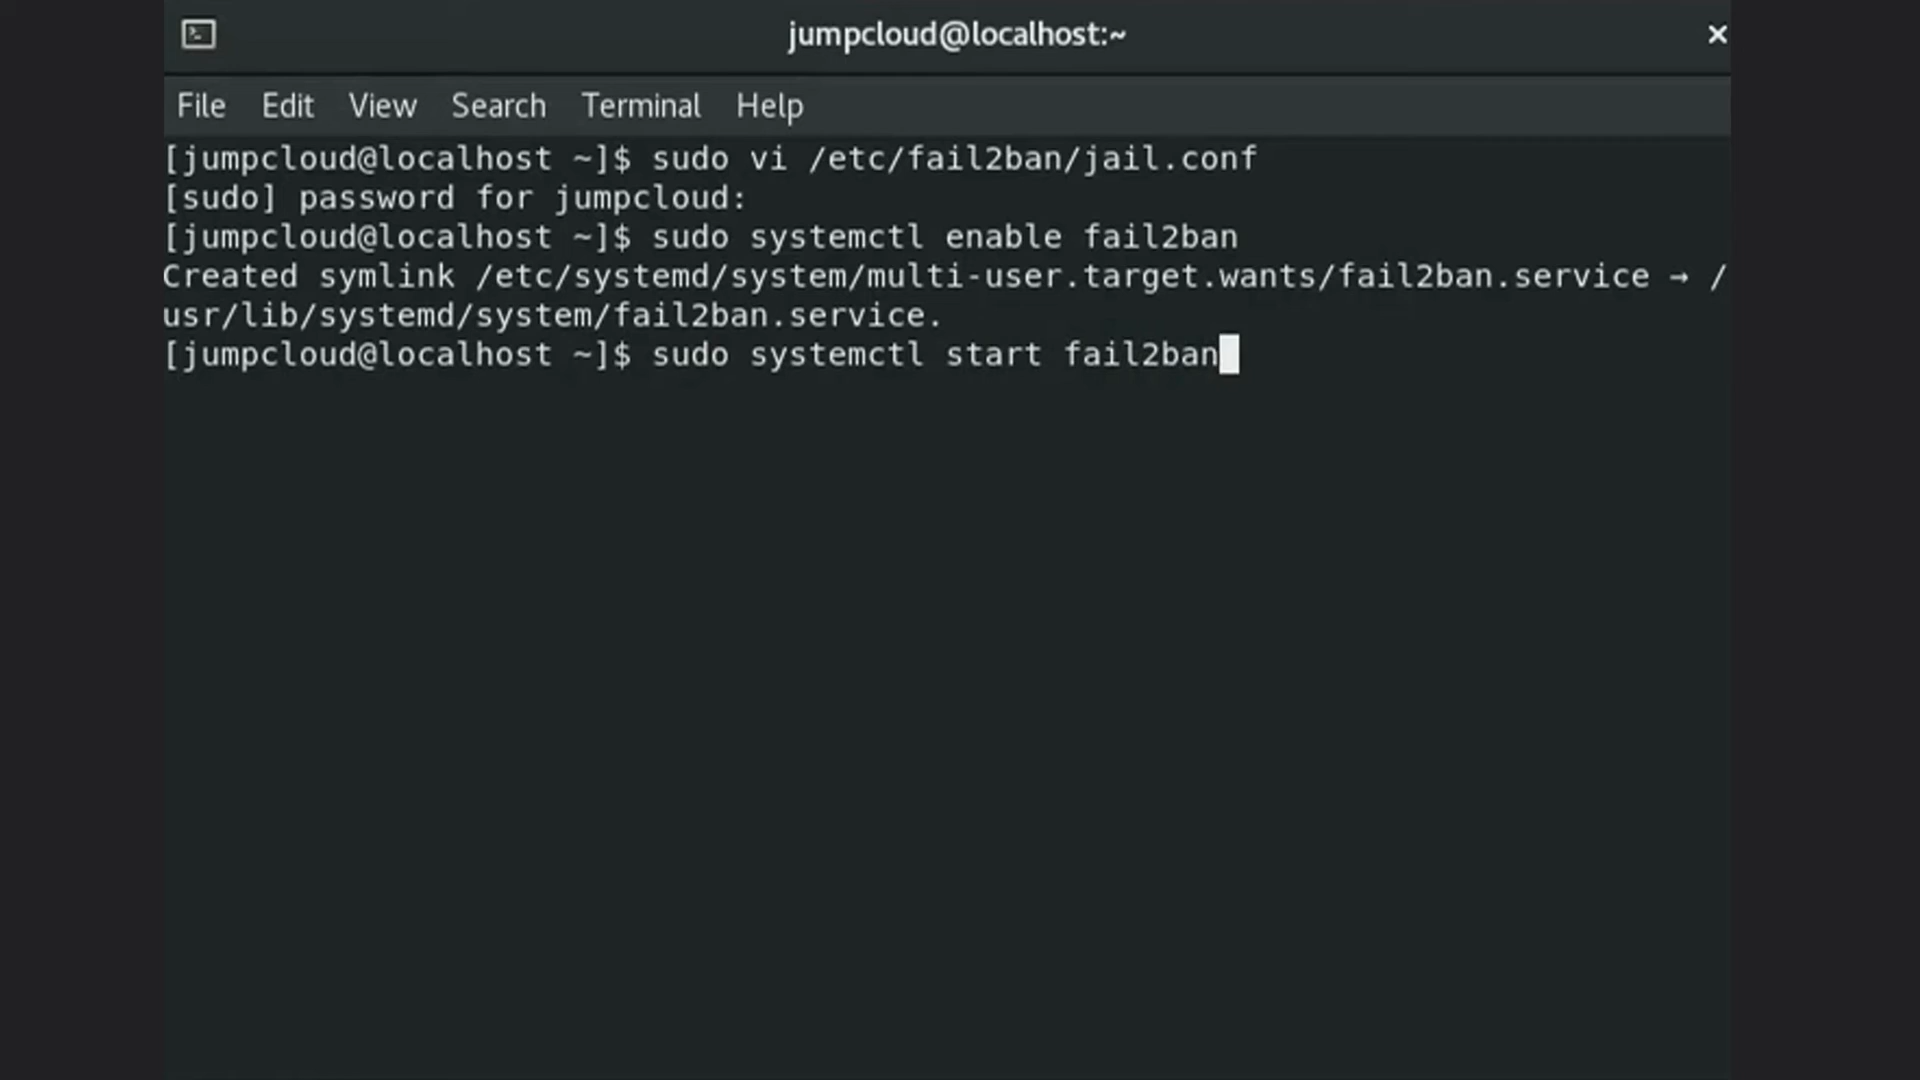 jumpcloud@localhost:~
File Edit View Search Terminal Help
[jumpcloud@localhost ~]$ sudo vi /etc/fail2ban/jail.conf
[sudo] password for jumpcloud:
[jumpcloud@localhost ~]$ sudo systemctl enable fail2ban
Created symlink /etc/systemd/system/multi-user.target.wants/fail2ban.service → /
usr/lib/systemd/system/fail2ban.service.
[jumpcloud@localhost ~]$ sudo systemctl start fail2ban